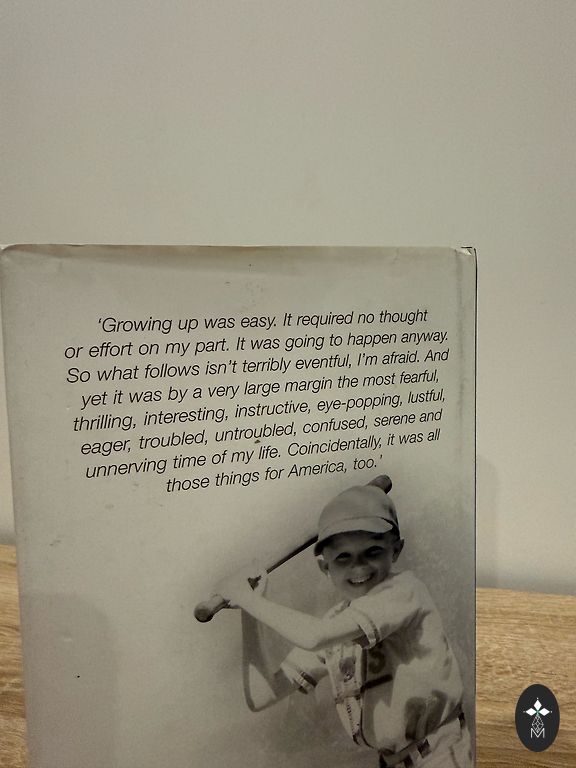 ‘Growing up was easy. It required no thought
or effort on my part. It was going to happen anyway.
So what follows isn’t terribly eventful, I’m afraid. And
yet it was by a very large margin the most fearful,
thrilling, interesting, instructive, eye-popping, lustful,
eager, troubled, untroubled, confused, serene and
unnerving time of my life. Coincidentally, it was all
those things for America, too.’
M